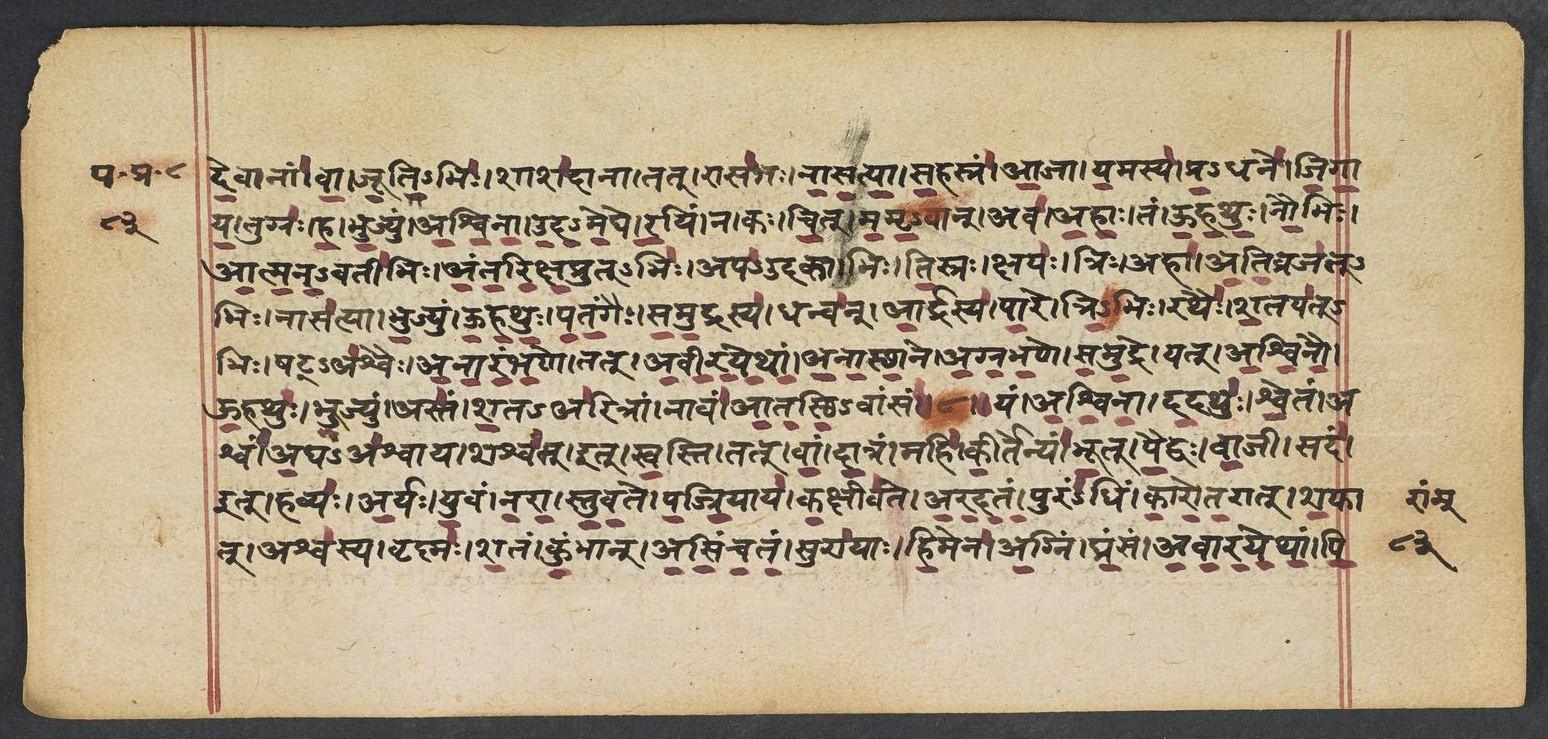 प॰ प्र॰ ८
८३
देवानां।वा।जूतिऽभिः।शाशदाना।तत्।रासभः।नासत्या।सहस्रं।आजा।यमस्य।प्रऽधने।जिगा
य।तुग्रः।ह।भुज्युं।अश्विना।उदऽमेघे।रयिं।न।कः।चित्।ममृऽवान्।अव।अहाः।तं।ऊहथुः।नौभिः।
आत्मन्ऽवतीभिः।अंतरिक्षप्रुत्ऽभिः।अपऽउदकाभिः।तिस्रः।क्षपः।त्रिः।अहा।अतिव्रजत्ऽ
भिः।नासत्या।भुज्युं।ऊहथुः।पतंगैः।समुद्रस्य।धन्वन्।आर्द्रस्य।पारे।त्रिऽभिः।रथैः।शतपत्ऽ
भिः।षट्ऽअश्वैः।अनारंभणे।तत्।अवीरयेथां।अनास्थाने।अग्रभणे।समुद्रे।यत्।अश्विनौ।
ऊहथुः।भुज्युं।अस्तं।शतऽअरित्रां।नावं।आतस्थिऽवांसं।८।यं।अश्विना।ददथुः।श्वेतं।अ
श्वं।अघऽअश्वाय।शश्वत्।इत्।स्वस्ति।तत्।वां।दात्रं।महि।कीर्तेन्यं।भूत्।पैद्वः।वाजी।सदं।
इत्।हव्यः।अर्यः।युवं।नरा।स्तुवते।पज्रियाय।कक्षीवते।अरदतं।पुरंऽधिं।कारोतरात्।शफा
त्।अश्वस्य।वृष्णः।शतं।कुंभान्।असिंचतं।सुरायाः।हिमेन।अग्निं।घ्रंसं।अवारयेथां।पि
राम्
८३